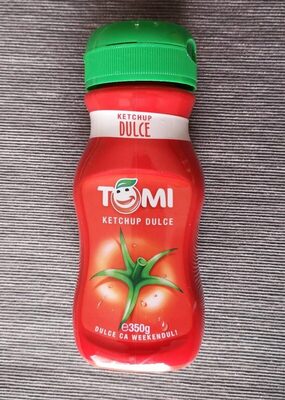 KETCHUP
DULCE
TOMI
KETCHUP DULCE
℮350g
DULCE CA WEEKENDUL!